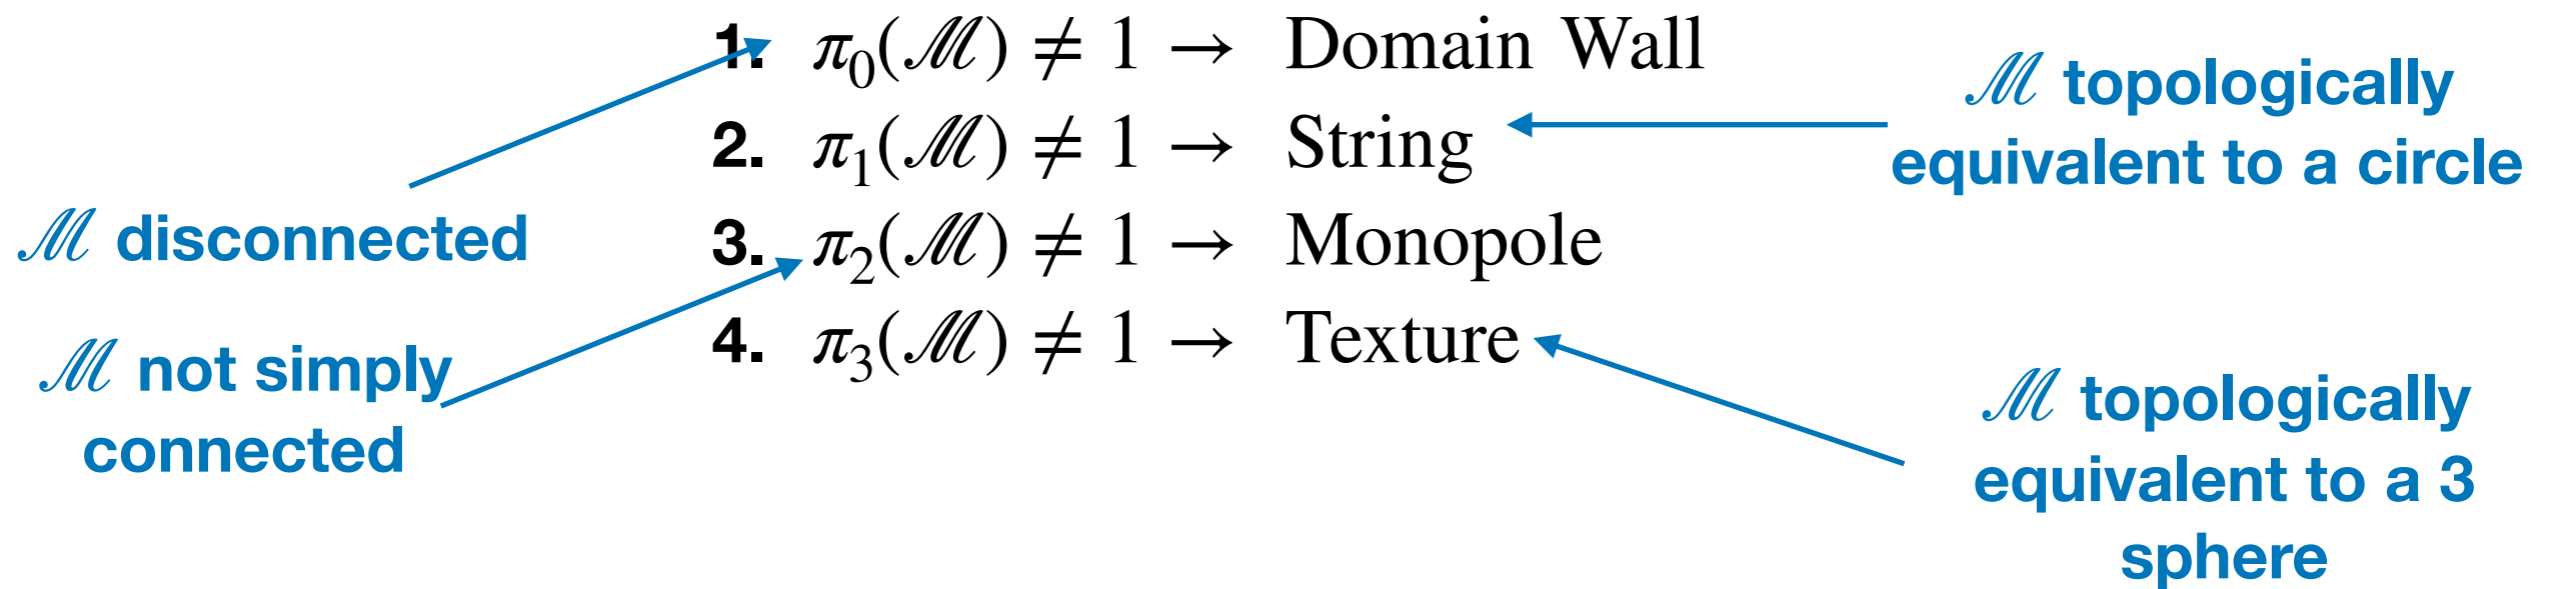 1. π₀(ℳ) ≠ 1 → Domain Wall
2. π₁(ℳ) ≠ 1 → String
3. π₂(ℳ) ≠ 1 → Monopole
4. π₃(ℳ) ≠ 1 → Texture
ℳ disconnected
ℳ not simply
connected
ℳ topologically
equivalent to a circle
ℳ topologically
equivalent to a 3
sphere